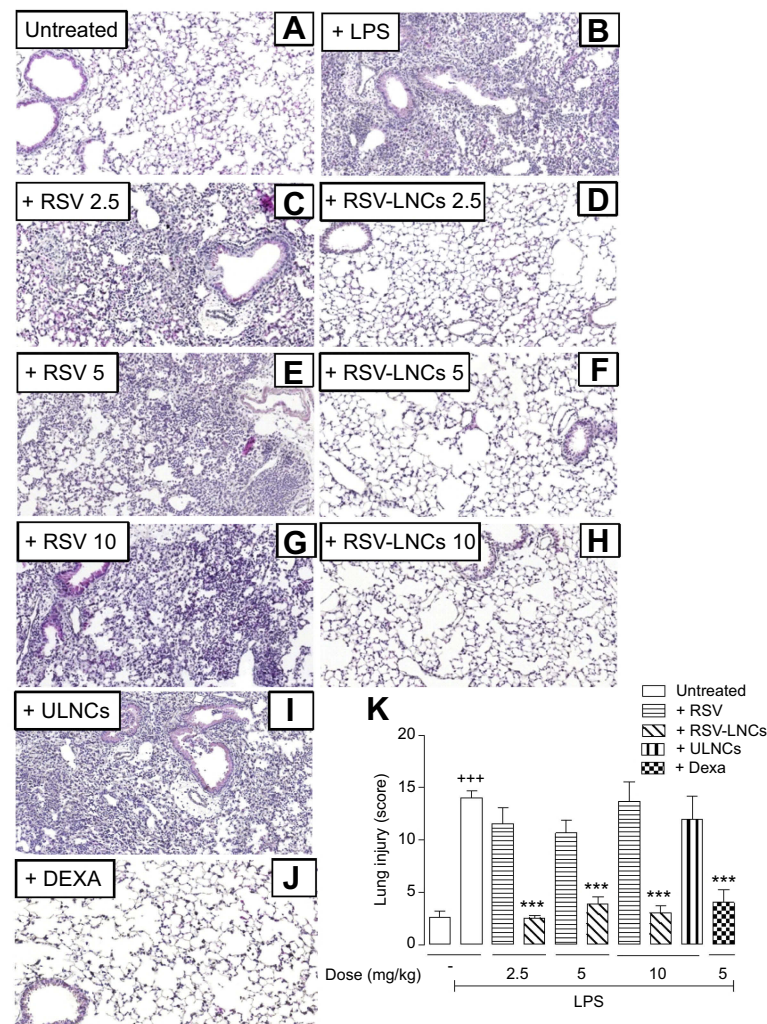 Untreated A
+ LPS B
+ RSV 2.5 C
+ RSV-LNCs 2.5 D
+ RSV 5 E
+ RSV-LNCs 5 F
+ RSV 10 G
+ RSV-LNCs 10 H
+ ULNCs I
+ DEXA J
K
Untreated
+ RSV
+ RSV-LNCs
+ ULNCs
+ Dexa
Lung injury (score)
20
15
10
5
0
+++
***
***
***
***
Dose (mg/kg) - 2.5 5 10 5
LPS